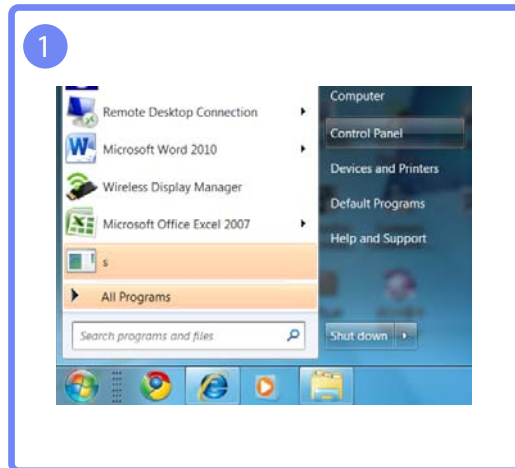 1
Remote Desktop Connection
Microsoft Word 2010
Wireless Display Manager
Microsoft Office Excel 2007
s
All Programs
Search programs and files
Computer
Control Panel
Devices and Printers
Default Programs
Help and Support
Shut down